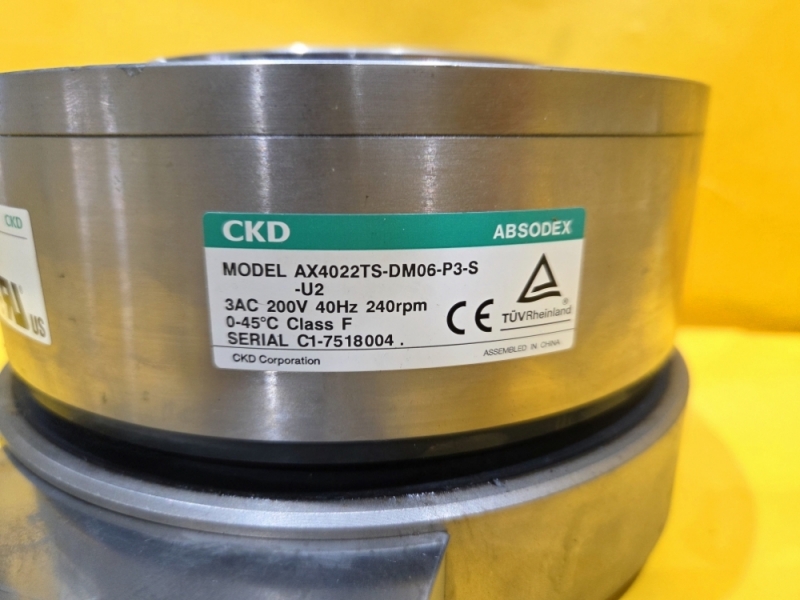 CKD
US
CKD ABSODEX
MODEL AX4022TS-DM06-P3-S
-U2
3AC 200V 40Hz 240rpm
0-45°C Class F
SERIAL C1-7518004.
CE
TÜVRheinland®
CKD Corporation
ASSEMBLED IN CHINA